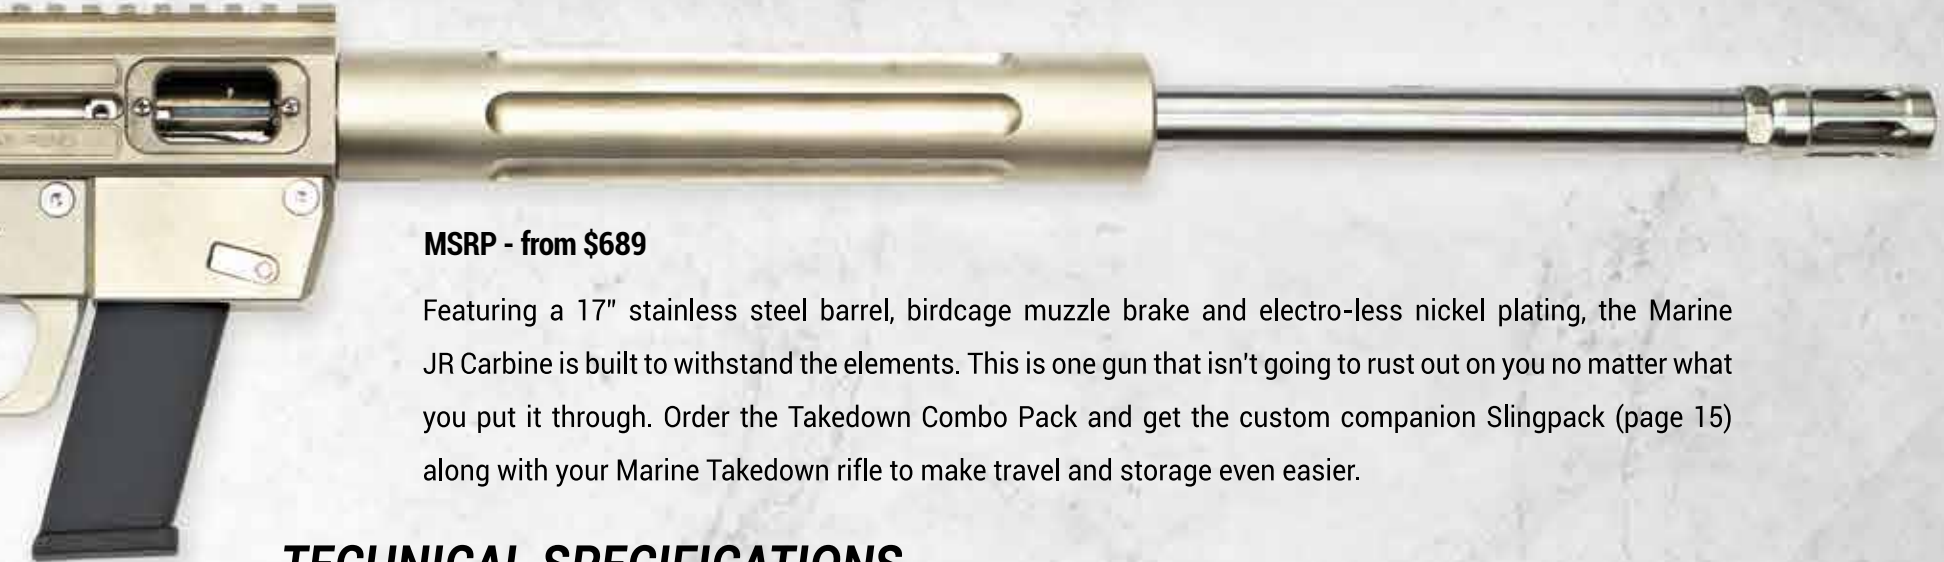 MSRP - from $689
Featuring a 17" stainless steel barrel, birdcage muzzle brake and electro-less nickel plating, the Marine
JR Carbine is built to withstand the elements. This is one gun that isn't going to rust out on you no matter what
you put it through. Order the Takedown Combo Pack and get the custom companion Slingpack (page 15)
along with your Marine Takedown rifle to make travel and storage even easier.
TECHNICAL SPECIFICATIONS